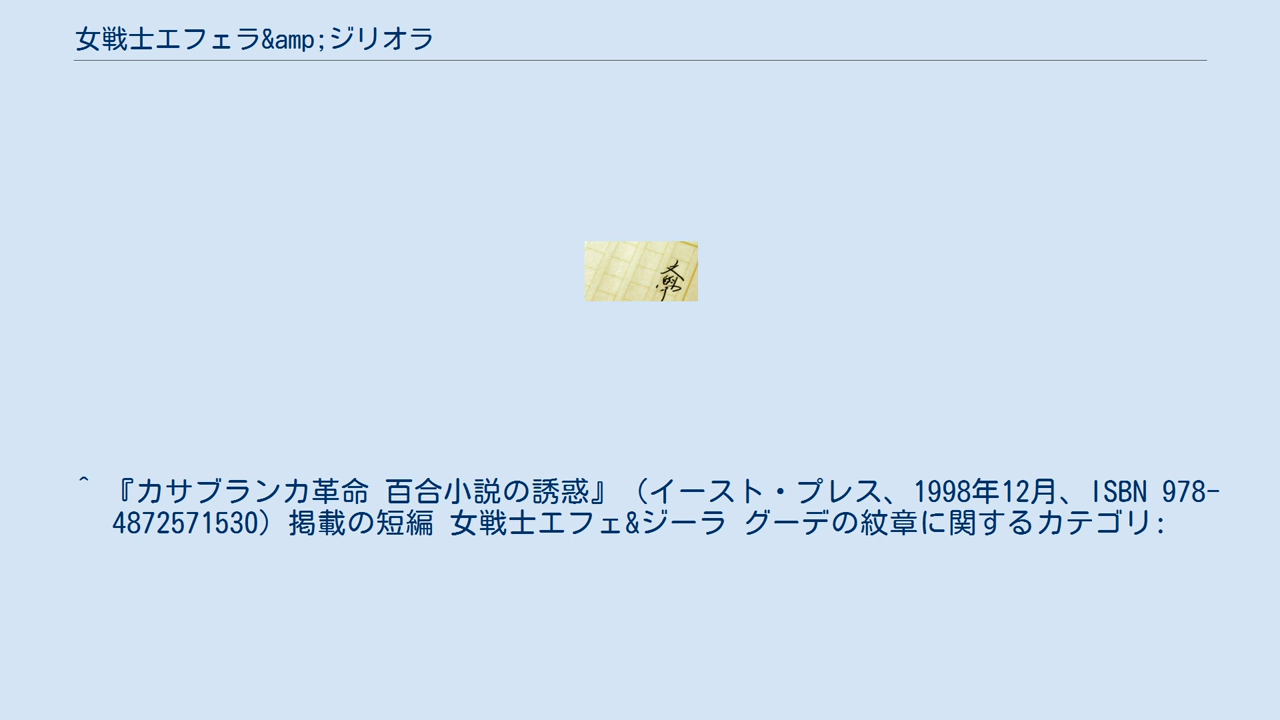 女戦士エフェラ&amp;ジリオラ
^ 『カサブランカ革命 百合小説の誘惑』（イースト・プレス、1998年12月、ISBN 978-
4872571530）掲載の短編 女戦士エフェ&ジーラ グーデの紋章に関するカテゴリ: